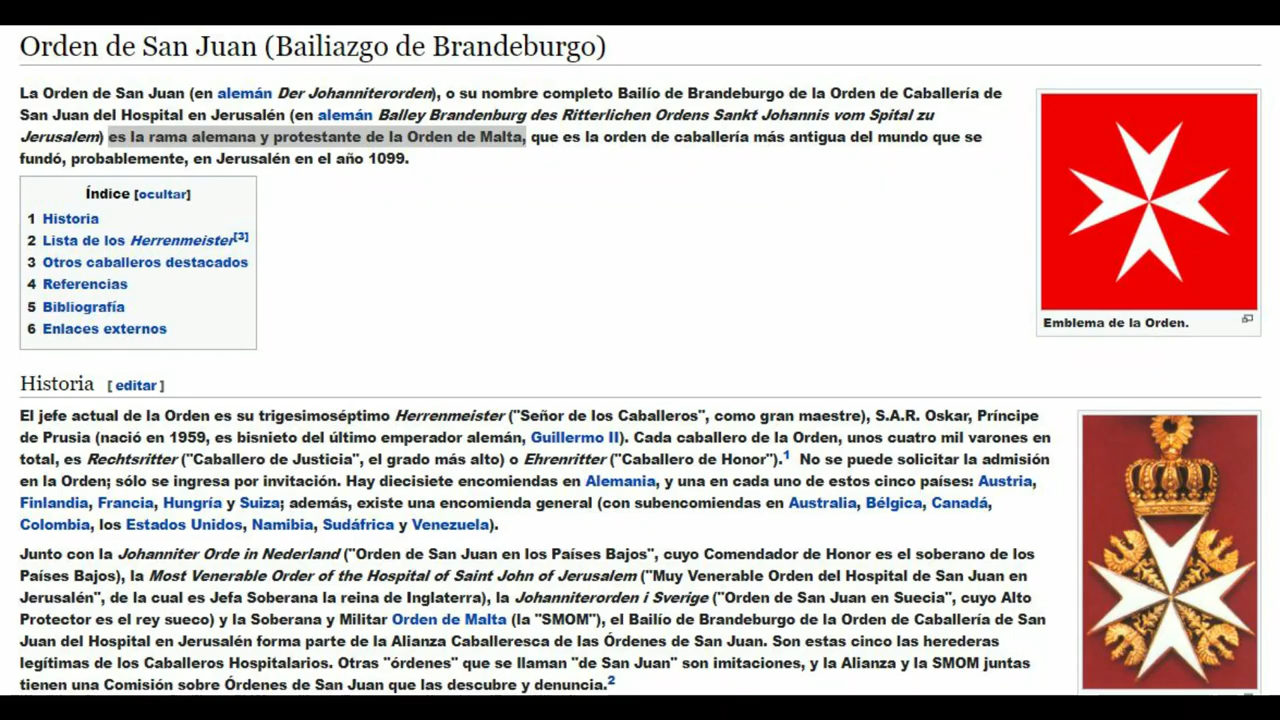 Orden de San Juan (Bailiazgo de Brandeburgo)
La Orden de San Juan (en alemán Der Johanniterorden), o su nombre completo Bailío de Brandeburgo de la Orden de Caballería de
San Juan del Hospital en Jerusalén (en alemán Balley Brandenburg des Ritterlichen Ordens Sankt Johannis vom Spital zu
Jerusalem) es la rama alemana y protestante de la Orden de Malta, que es la orden de caballería más antigua del mundo que se
fundó, probablemente, en Jerusalén en el año 1099.
Índice [ocultar]
1 Historia
2 Lista de los Herrenmeister[3]
3 Otros caballeros destacados
4 Referencias
5 Bibliografía
6 Enlaces externos
Emblema de la Orden.
Historia [ editar ]
El jefe actual de la Orden es su trigesimoséptimo Herrenmeister ("Señor de los Caballeros", como gran maestre), S.A.R. Oskar, Príncipe
de Prusia (nació en 1959, es bisnieto del último emperador alemán, Guillermo II). Cada caballero de la Orden, unos cuatro mil varones en
total, es Rechtsritter ("Caballero de Justicia", el grado más alto) o Ehrenritter ("Caballero de Honor").1 No se puede solicitar la admisión
en la Orden; sólo se ingresa por invitación. Hay diecisiete encomiendas en Alemania, y una en cada uno de estos cinco países: Austria,
Finlandia, Francia, Hungría y Suiza; además, existe una encomienda general (con subencomiendas en Australia, Bélgica, Canadá,
Colombia, los Estados Unidos, Namibia, Sudáfrica y Venezuela).
Junto con la Johanniter Orde in Nederland ("Orden de San Juan en los Países Bajos", cuyo Comendador de Honor es el soberano de los
Países Bajos), la Most Venerable Order of the Hospital of Saint John of Jerusalem ("Muy Venerable Orden del Hospital de San Juan en
Jerusalén", de la cual es Jefa Soberana la reina de Inglaterra), la Johanniterorden i Sverige ("Orden de San Juan en Suecia", cuyo Alto
Protector es el rey sueco) y la Soberana y Militar Orden de Malta (la "SMOM"), el Bailío de Brandeburgo de la Orden de Caballería de San
Juan del Hospital en Jerusalén forma parte de la Alianza Caballeresca de las Órdenes de San Juan. Son estas cinco las herederas
legítimas de los Caballeros Hospitalarios. Otras "órdenes" que se llaman "de San Juan" son imitaciones, y la Alianza y la SMOM juntas
tienen una Comisión sobre Órdenes de San Juan que las descubre y denuncia.2